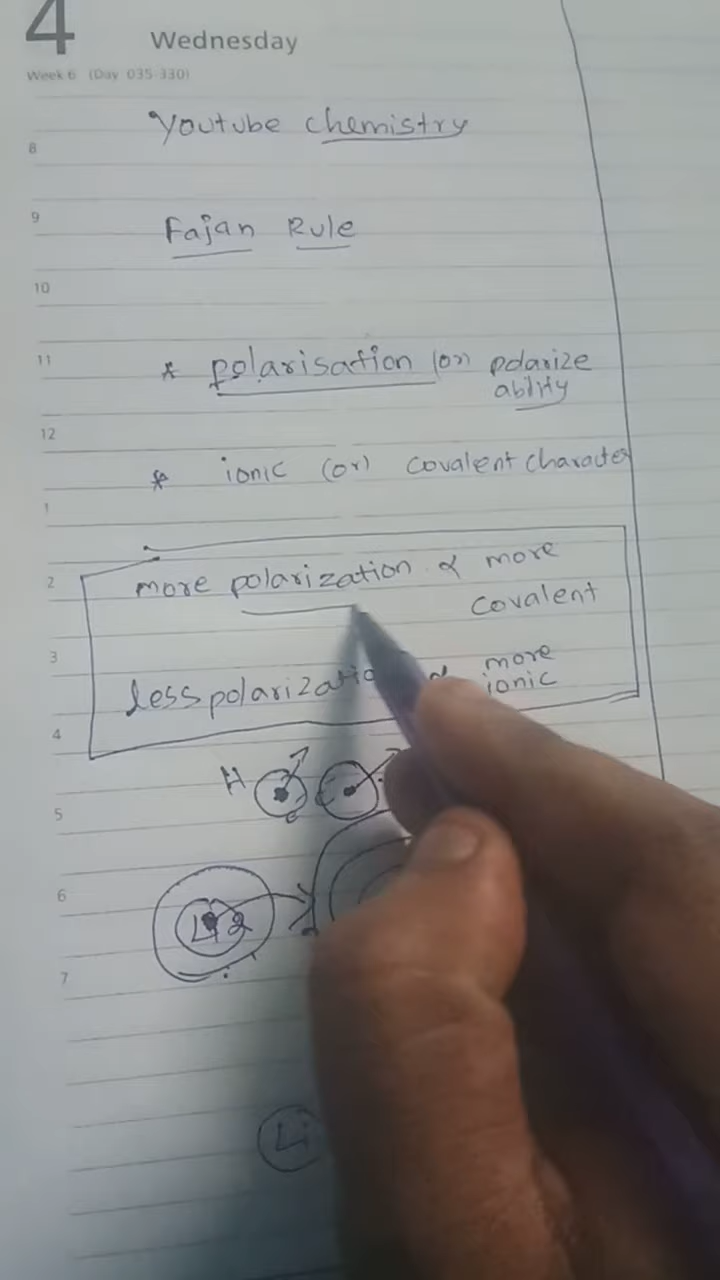 4 Wednesday
Week 6 (Day 035-330)
Youtube chemistry
8
9
Fajan Rule
10
11
* polarisation (or) polarize
ability
12
* ionic (or) covalent character
1
2
more polarization ∝ more
covalent
3
less polarizatio ∝ more
ionic
4
H
5
6
Li
7
Li